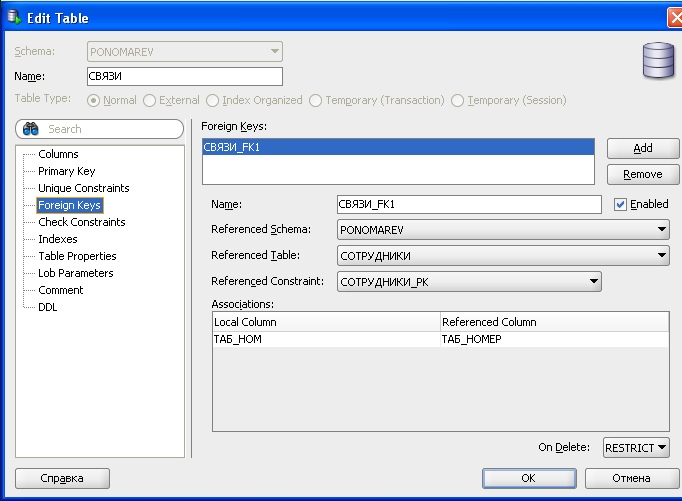 Edit Table
Schema: PONOMAREV
Name: СВЯЗИ
Table Type: Normal External Index Organized Temporary (Transaction) Temporary (Session)
Search
Columns
Primary Key
Unique Constraints
Foreign Keys
Check Constraints
Indexes
Table Properties
Lob Parameters
Comment
DDL
Foreign Keys:
СВЯЗИ_FK1
Add
Remove
Name: СВЯЗИ_FK1 Enabled
Referenced Schema: PONOMAREV
Referenced Table: СОТРУДНИКИ
Referenced Constraint: СОТРУДНИКИ_PK
Associations:
Local Column Referenced Column
ТАБ_НОМ ТАБ_НОМЕР
On Delete: RESTRICT
Справка OK Отмена